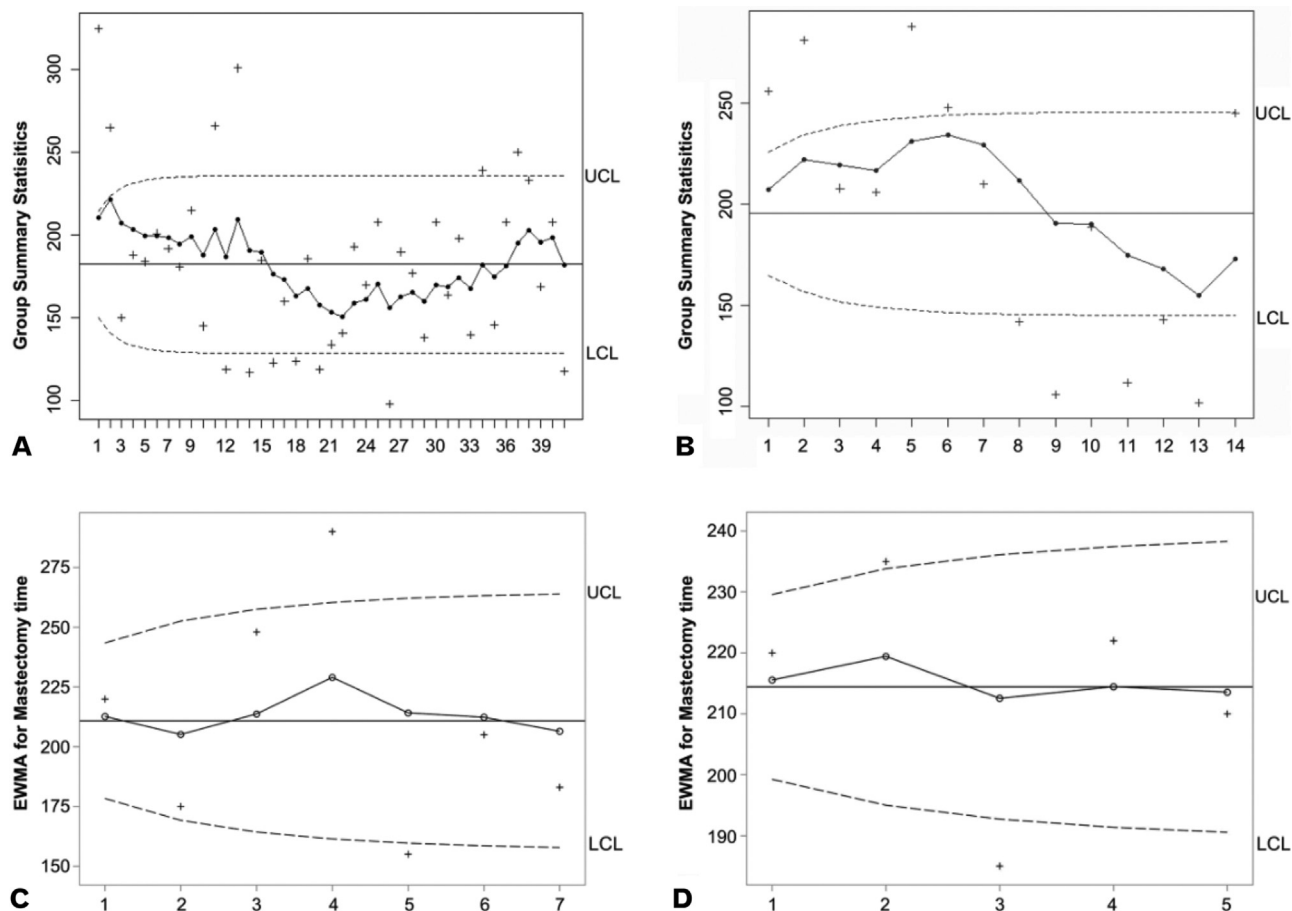 Group Summary Statisitics
300
250
200
150
100
UCL
LCL
1 3 5 7 9 12 15 18 21 24 27 30 33 36 39
A
Group Summary Statisitics
250
200
150
100
UCL
LCL
1 2 3 4 5 6 7 8 9 10 11 12 13 14
B
EWMA for Mastectomy time
275
250
225
200
175
150
UCL
LCL
1 2 3 4 5 6 7
C
EWMA for Mastectomy time
240
230
220
210
200
190
UCL
LCL
1 2 3 4 5
D